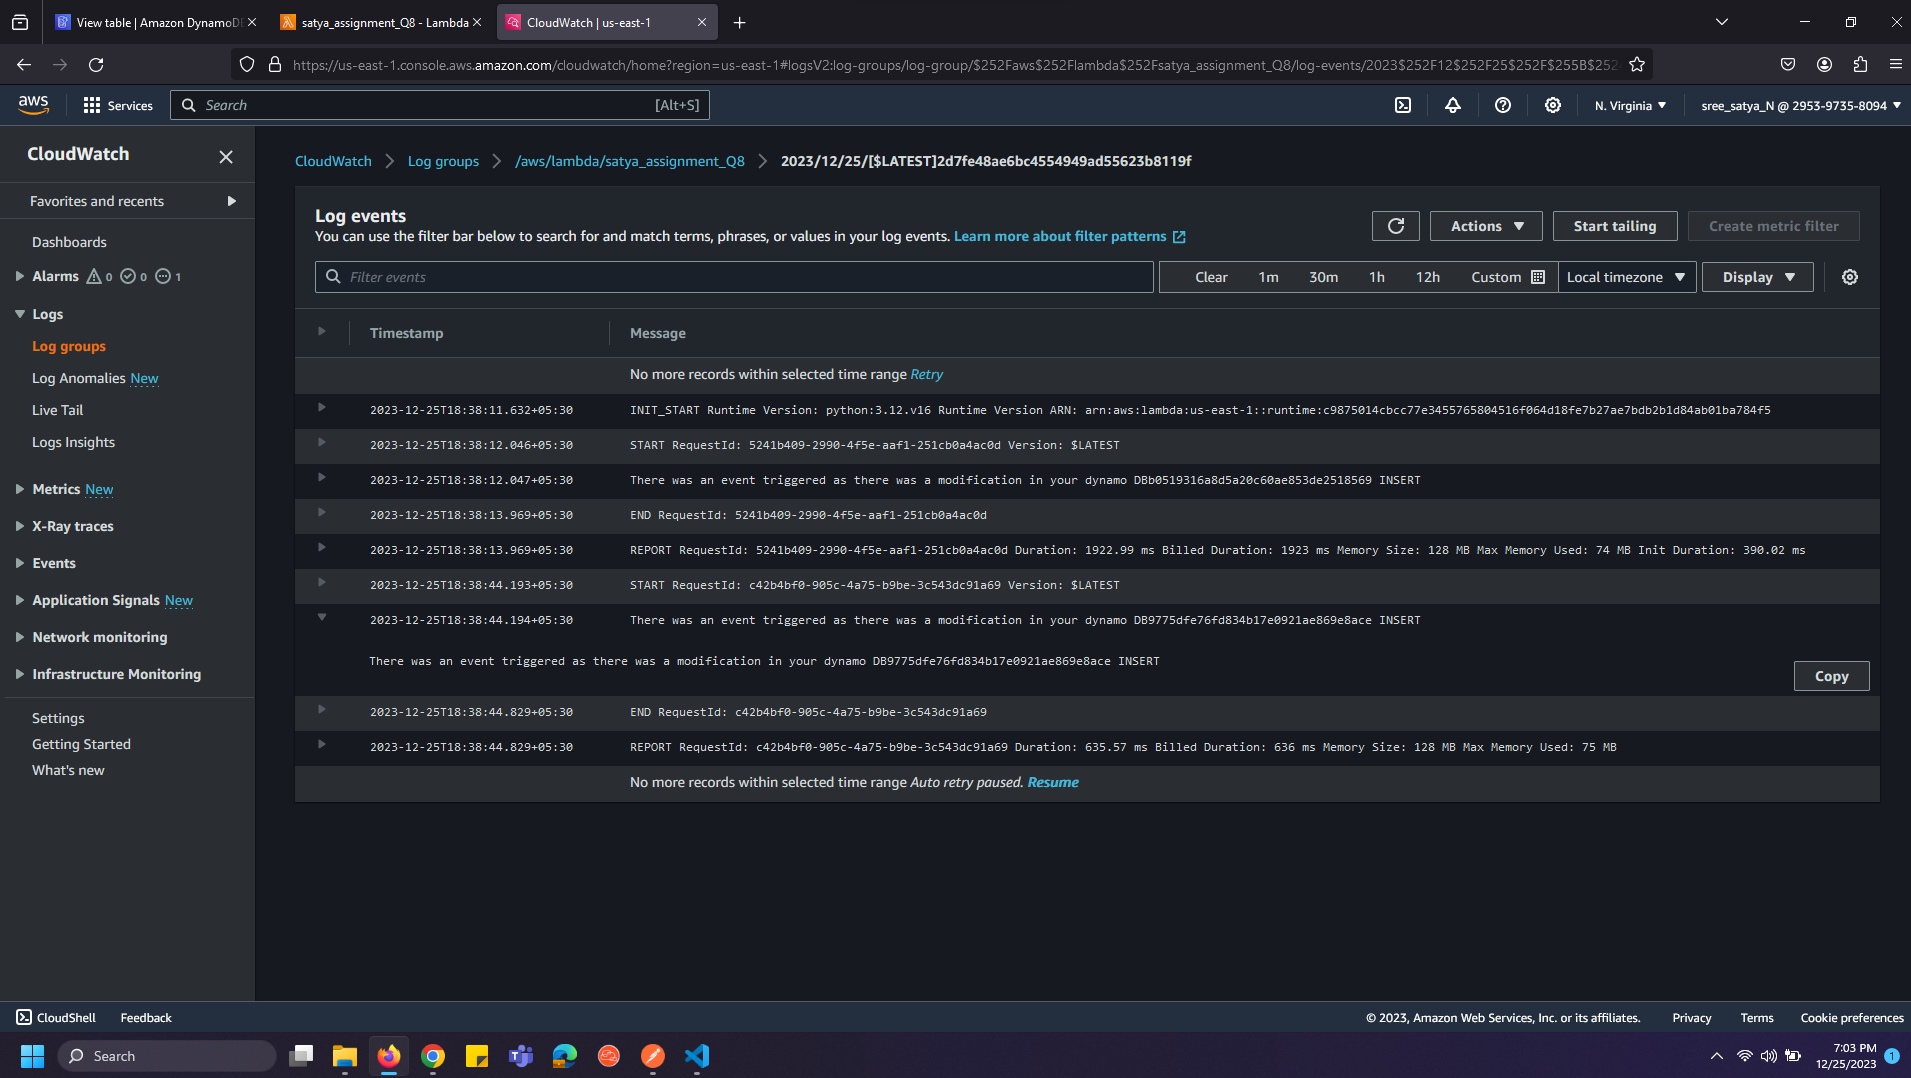 View table | Amazon DynamoDB
satya_assignment_Q8 - Lambda
CloudWatch | us-east-1
https://us-east-1.console.aws.amazon.com/cloudwatch/home?region=us-east-1#logsV2:log-groups/log-group/$252Faws$252Flambda$252Fsatya_assignment_Q8/log-events/2023$252F12$252F25$252F$255B$252
aws
Services
Search
[Alt+S]
N. Virginia
sree_satya_N @ 2953-9735-8094
CloudWatch
Favorites and recents
Dashboards
Alarms 0 0 1
Logs
Log groups
Log Anomalies New
Live Tail
Logs Insights
Metrics New
X-Ray traces
Events
Application Signals New
Network monitoring
Infrastructure Monitoring
Settings
Getting Started
What's new
CloudWatch > Log groups > /aws/lambda/satya_assignment_Q8 > 2023/12/25/[$LATEST]2d7fe48ae6bc4554949ad55623b8119f
Log events
You can use the filter bar below to search for and match terms, phrases, or values in your log events. Learn more about filter patterns
Actions
Start tailing
Create metric filter
Filter events
Clear 1m 30m 1h 12h Custom
Local timezone
Display
Timestamp Message
No more records within selected time range Retry
2023-12-25T18:38:11.632+05:30 INIT_START Runtime Version: python:3.12.v16 Runtime Version ARN: arn:aws:lambda:us-east-1::runtime:c9875014cbcc77e3455765804516f064d18fe7b27ae7bdb2b1d84ab01ba784f5
2023-12-25T18:38:12.046+05:30 START RequestId: 5241b409-2990-4f5e-aaf1-251cb0a4ac0d Version: $LATEST
2023-12-25T18:38:12.047+05:30 There was an event triggered as there was a modification in your dynamo DBb0519316a8d5a20c60ae853de2518569 INSERT
2023-12-25T18:38:13.969+05:30 END RequestId: 5241b409-2990-4f5e-aaf1-251cb0a4ac0d
2023-12-25T18:38:13.969+05:30 REPORT RequestId: 5241b409-2990-4f5e-aaf1-251cb0a4ac0d Duration: 1922.99 ms Billed Duration: 1923 ms Memory Size: 128 MB Max Memory Used: 74 MB Init Duration: 390.02 ms
2023-12-25T18:38:44.193+05:30 START RequestId: c42b4bf0-905c-4a75-b9be-3c543dc91a69 Version: $LATEST
2023-12-25T18:38:44.194+05:30 There was an event triggered as there was a modification in your dynamo DB9775dfe76fd834b17e0921ae869e8ace INSERT
There was an event triggered as there was a modification in your dynamo DB9775dfe76fd834b17e0921ae869e8ace INSERT
Copy
2023-12-25T18:38:44.829+05:30 END RequestId: c42b4bf0-905c-4a75-b9be-3c543dc91a69
2023-12-25T18:38:44.829+05:30 REPORT RequestId: c42b4bf0-905c-4a75-b9be-3c543dc91a69 Duration: 635.57 ms Billed Duration: 636 ms Memory Size: 128 MB Max Memory Used: 75 MB
No more records within selected time range Auto retry paused. Resume
CloudShell
Feedback
© 2023, Amazon Web Services, Inc. or its affiliates.
Privacy
Terms
Cookie preferences
Search
7:03 PM
12/25/2023
1